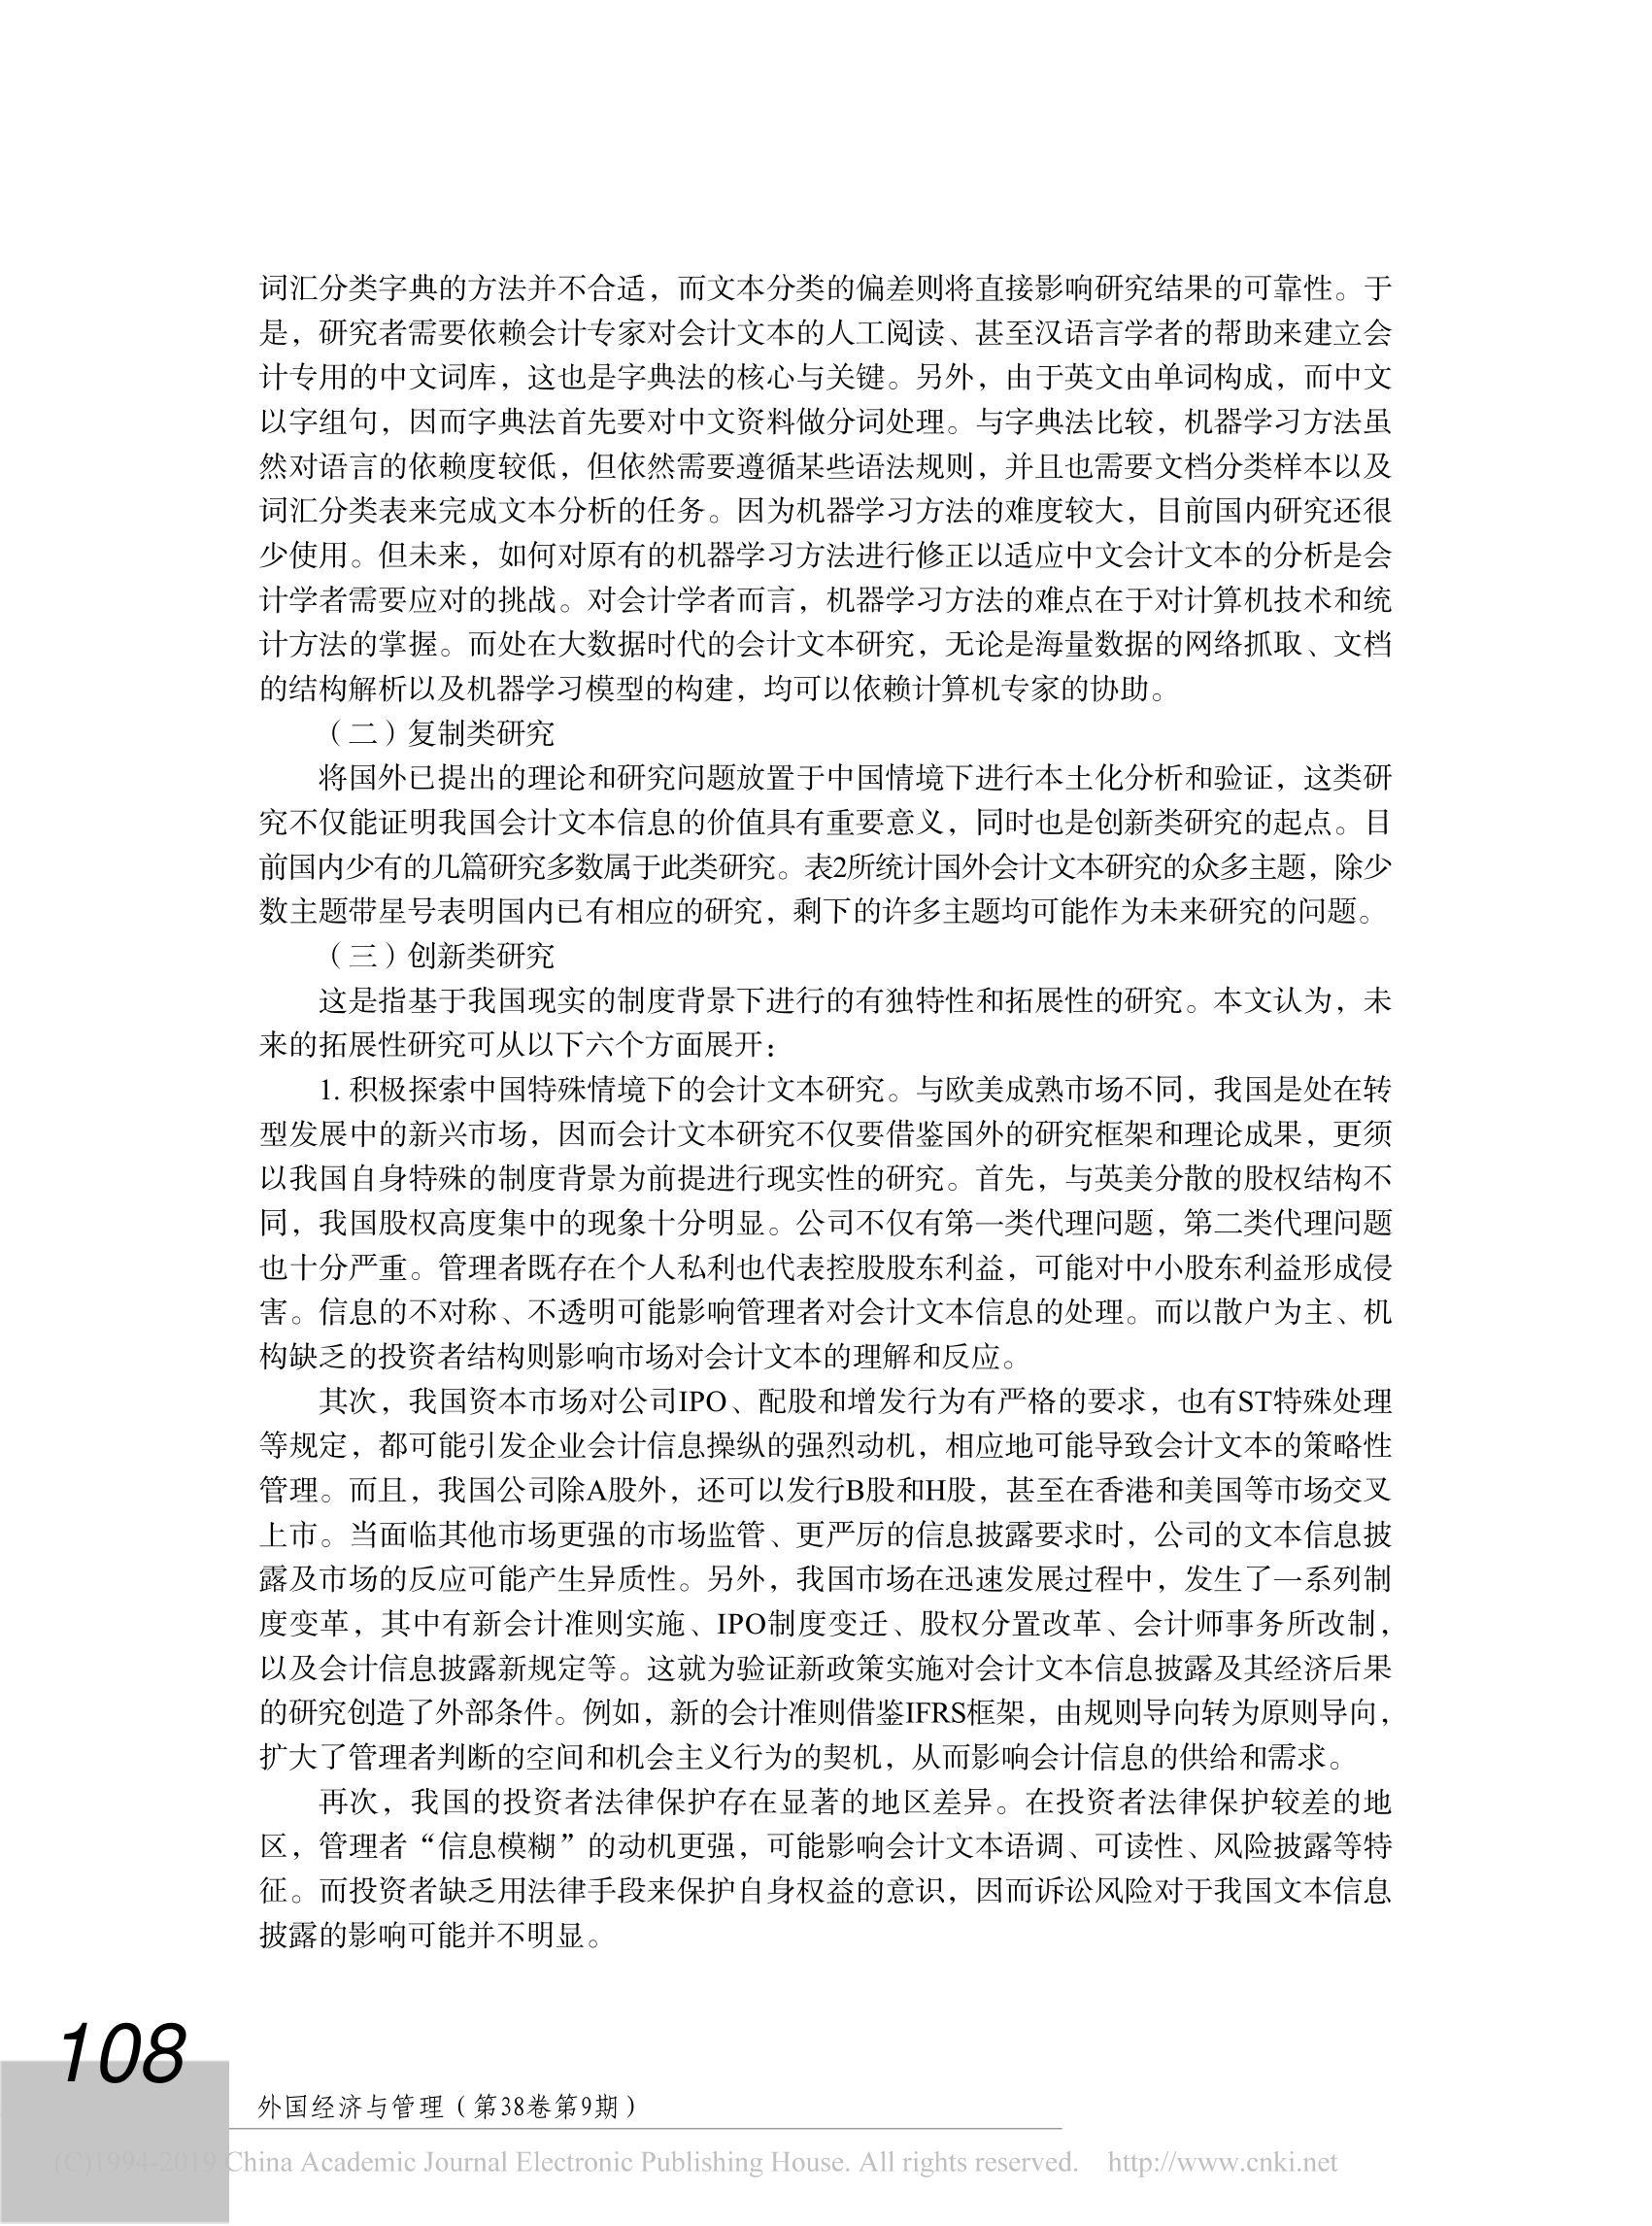 词汇分类字典的方法并不合适，而文本分类的偏差则将直接影响研究结果的可靠性。于
是，研究者需要依赖会计专家对会计文本的人工阅读、甚至汉语言学者的帮助来建立会
计专用的中文词库，这也是字典法的核心与关键。另外，由于英文由单词构成，而中文
以字组句，因而字典法首先要对中文资料做分词处理。与字典法比较，机器学习方法虽
然对语言的依赖度较低，但依然需要遵循某些语法规则，并且也需要文档分类样本以及
词汇分类表来完成文本分析的任务。因为机器学习方法的难度较大，目前国内研究还很
少使用。但未来，如何对原有的机器学习方法进行修正以适应中文会计文本的分析是会
计学者需要应对的挑战。对会计学者而言，机器学习方法的难点在于对计算机技术和统
计方法的掌握。而处在大数据时代的会计文本研究，无论是海量数据的网络抓取、文档
的结构解析以及机器学习模型的构建，均可以依赖计算机专家的协助。
（二）复制类研究
将国外已提出的理论和研究问题放置于中国情境下进行本土化分析和验证，这类研
究不仅能证明我国会计文本信息的价值具有重要意义，同时也是创新类研究的起点。目
前国内少有的几篇研究多数属于此类研究。表2所统计国外会计文本研究的众多主题，除少
数主题带星号表明国内已有相应的研究，剩下的许多主题均可能作为未来研究的问题。
（三）创新类研究
这是指基于我国现实的制度背景下进行的有独特性和拓展性的研究。本文认为，未
来的拓展性研究可从以下六个方面展开：
1. 积极探索中国特殊情境下的会计文本研究。与欧美成熟市场不同，我国是处在转
型发展中的新兴市场，因而会计文本研究不仅要借鉴国外的研究框架和理论成果，更须
以我国自身特殊的制度背景为前提进行现实性的研究。首先，与英美分散的股权结构不
同，我国股权高度集中的现象十分明显。公司不仅有第一类代理问题，第二类代理问题
也十分严重。管理者既存在个人私利也代表控股股东利益，可能对中小股东利益形成侵
害。信息的不对称、不透明可能影响管理者对会计文本信息的处理。而以散户为主、机
构缺乏的投资者结构则影响市场对会计文本的理解和反应。
其次，我国资本市场对公司IPO、配股和增发行为有严格的要求，也有ST特殊处理
等规定，都可能引发企业会计信息操纵的强烈动机，相应地可能导致会计文本的策略性
管理。而且，我国公司除A股外，还可以发行B股和H股，甚至在香港和美国等市场交叉
上市。当面临其他市场更强的市场监管、更严厉的信息披露要求时，公司的文本信息披
露及市场的反应可能产生异质性。另外，我国市场在迅速发展过程中，发生了一系列制
度变革，其中有新会计准则实施、IPO制度变迁、股权分置改革、会计师事务所改制，
以及会计信息披露新规定等。这就为验证新政策实施对会计文本信息披露及其经济后果
的研究创造了外部条件。例如，新的会计准则借鉴IFRS框架，由规则导向转为原则导向，
扩大了管理者判断的空间和机会主义行为的契机，从而影响会计信息的供给和需求。
再次，我国的投资者法律保护存在显著的地区差异。在投资者法律保护较差的地
区，管理者“信息模糊”的动机更强，可能影响会计文本语调、可读性、风险披露等特
征。而投资者缺乏用法律手段来保护自身权益的意识，因而诉讼风险对于我国文本信息
披露的影响可能并不明显。
108
外国经济与管理（第38卷第9期）
(C)1994-2019 China Academic Journal Electronic Publishing House. All rights reserved. http://www.cnki.net